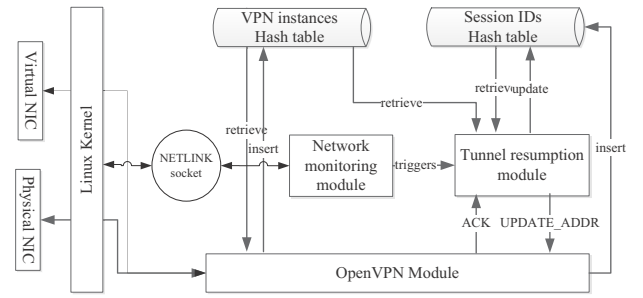 VPN instances
Hash table
Session IDs
Hash table
Virtual NIC
Physical NIC
Linux Kernel
NETLINK
socket
retrieve
insert
retrieve
retrieve
update
insert
Network
monitoring
module
triggers
Tunnel resumption
module
ACK
UPDATE_ADDR
OpenVPN Module